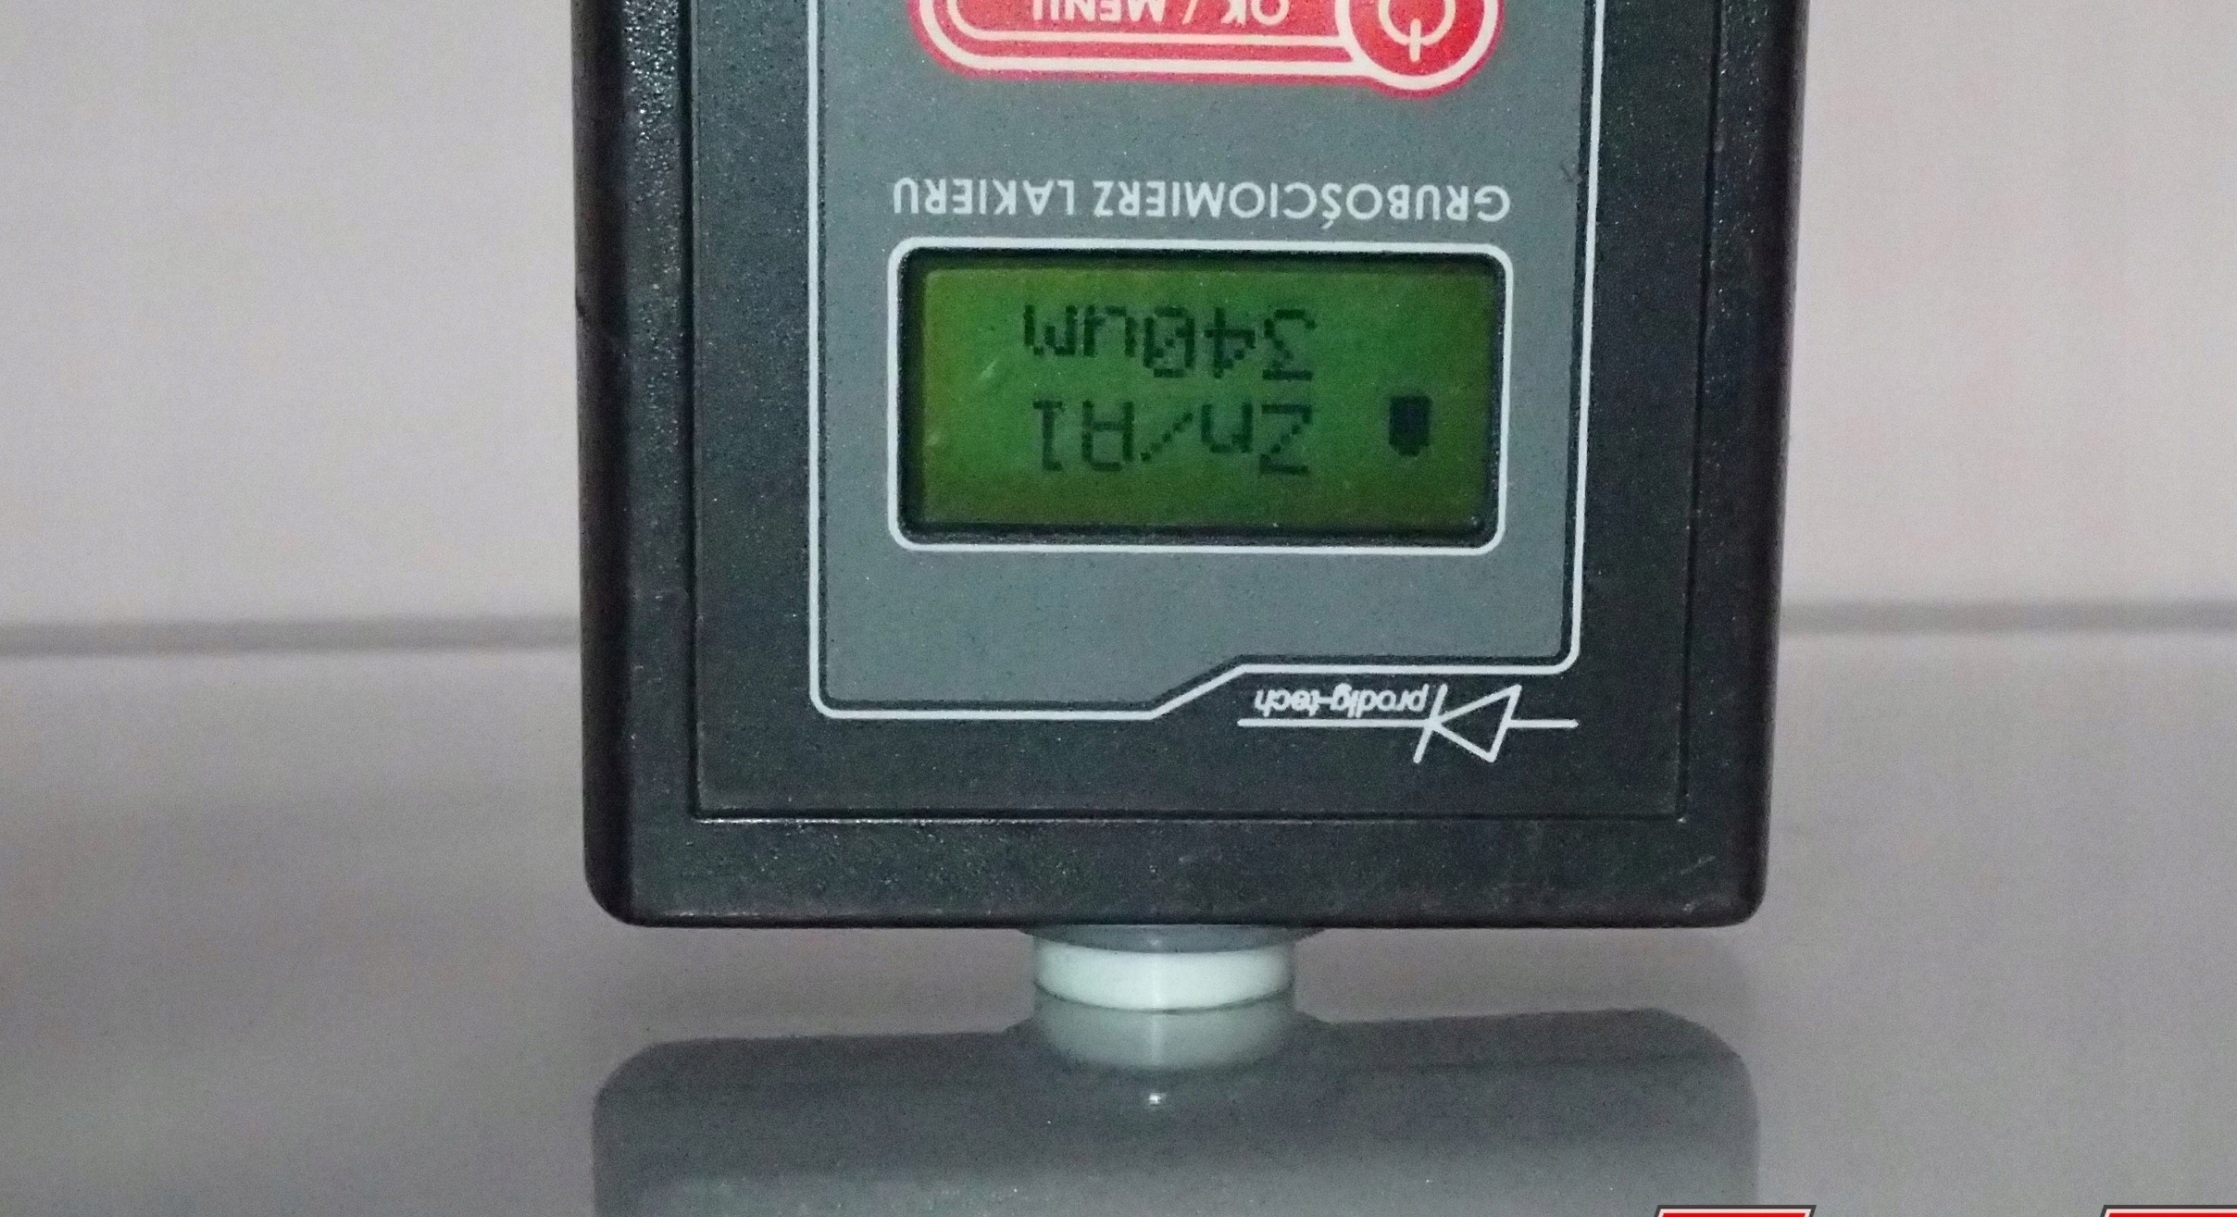 prodig-tech
Zn/Al
340um
GRUBOŚCIOMIERZ LAKIERU
OK / MENU